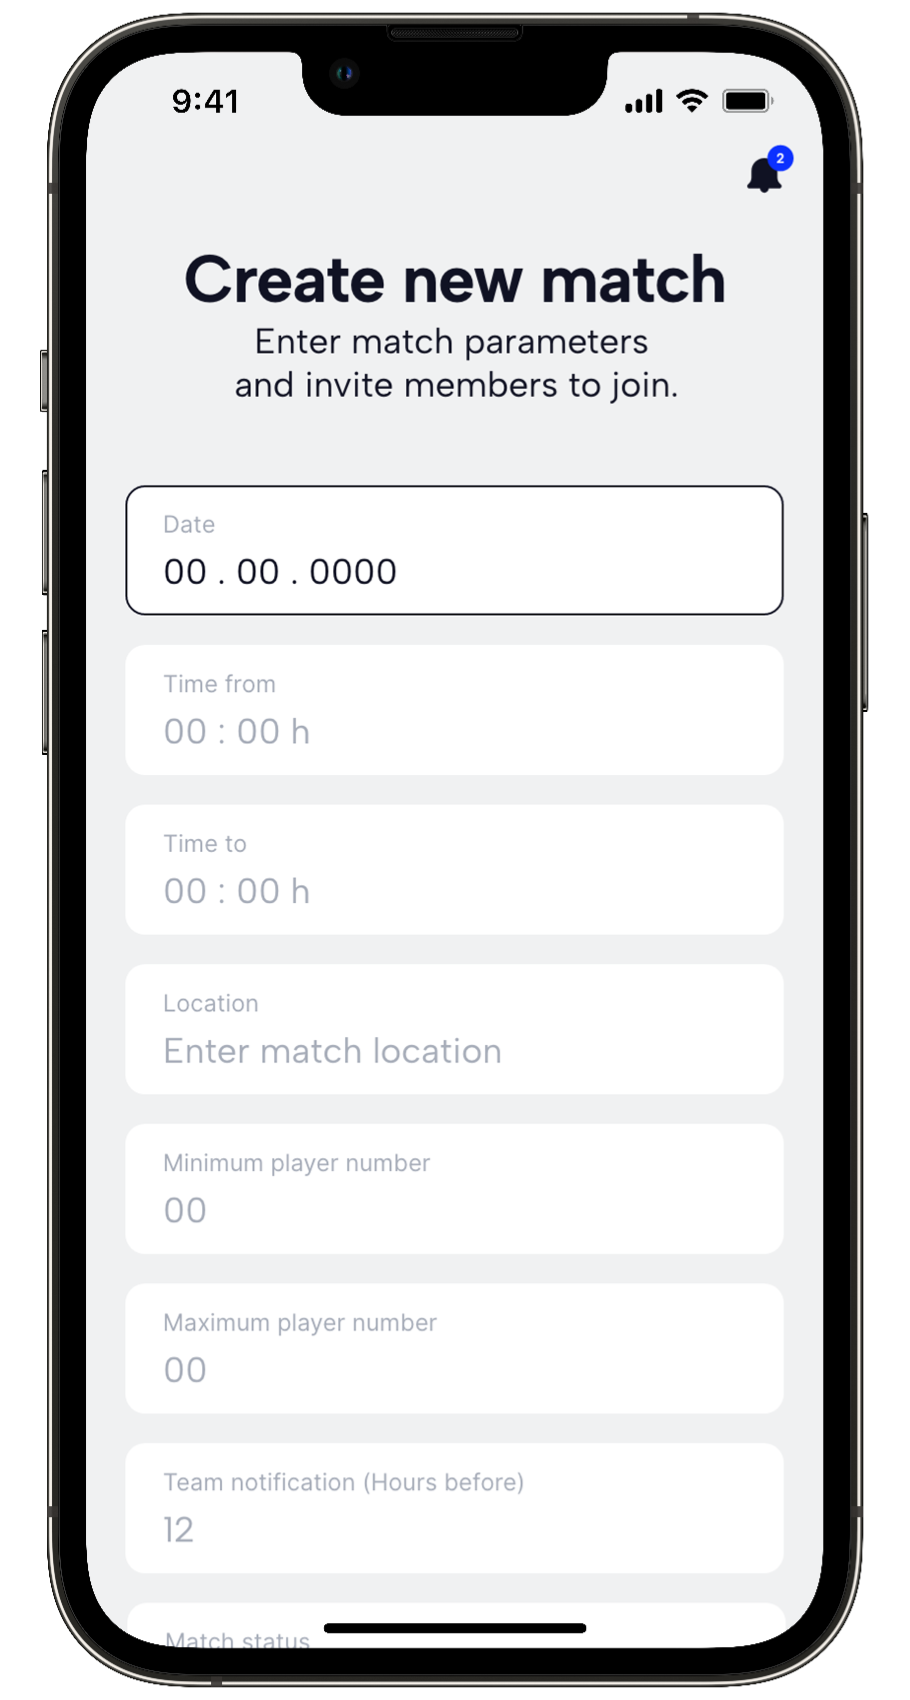 9:41
2
Create new match
Enter match parameters
and invite members to join.
Date
00 . 00 . 0000
Time from
00 : 00 h
Time to
00 : 00 h
Location
Enter match location
Minimum player number
00
Maximum player number
00
Team notification (Hours before)
12
Match status